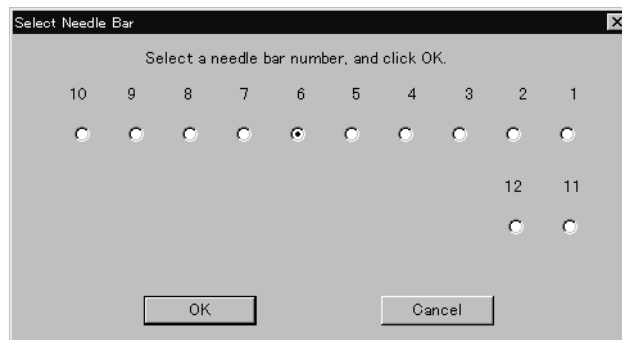 Select Needle Bar
Select a needle bar number, and click OK.
10 9 8 7 6 5 4 3 2 1
12 11
OK Cancel